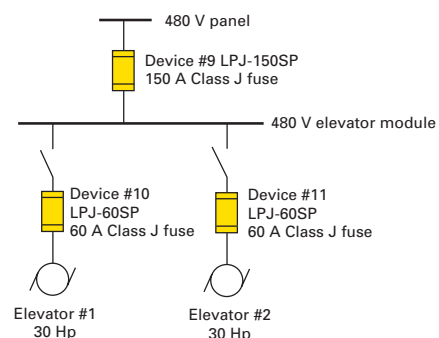 480 V panel
Device #9 LPJ-150SP
150 A Class J fuse
480 V elevator module
Device #10
LPJ-60SP
60 A Class J fuse
Device #11
LPJ-60SP
60 A Class J fuse
Elevator #1
30 Hp
Elevator #2
30 Hp